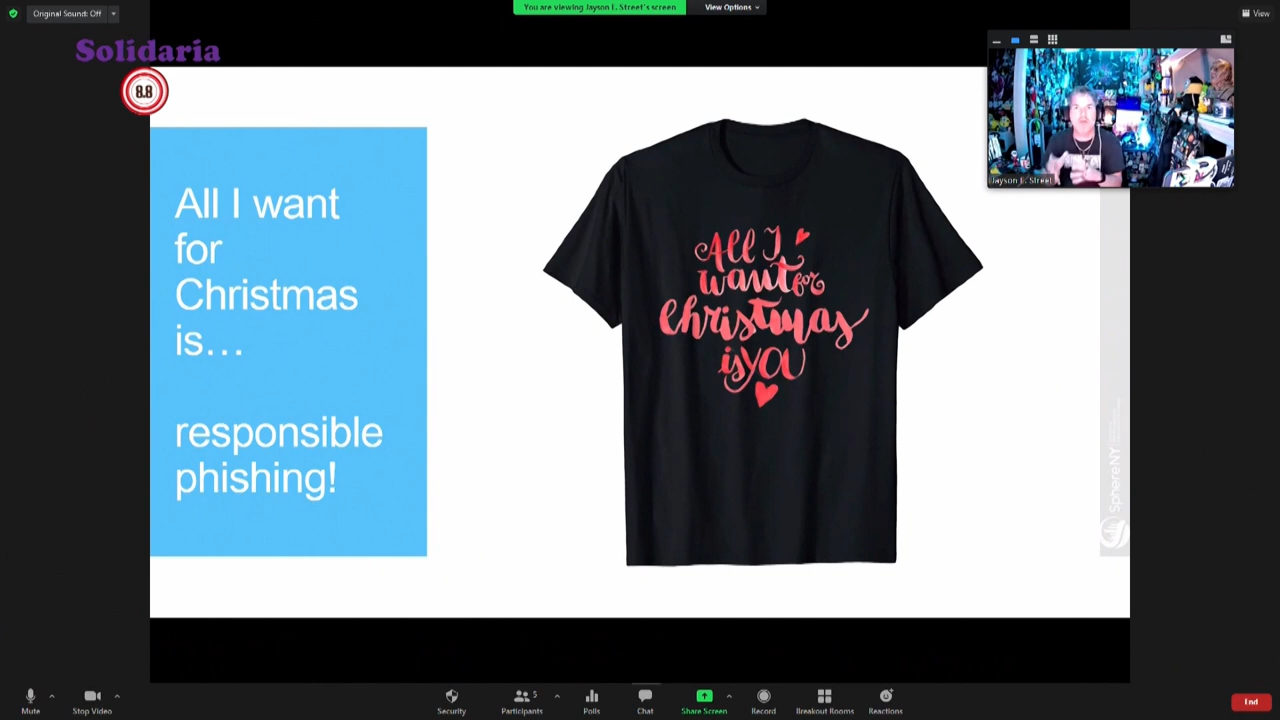 Original Sound: Off
You are viewing Jayson E. Street's screen
View Options
View
Solidaria
8.8
All I want
for
Christmas
is...
responsible
phishing!
All I
want for
Christmas
is YOU
Jayson E. Street
SphereNY
Mute
Stop Video
Security
Participants
5
Polls
Chat
Share Screen
Record
Breakout Rooms
Reactions
End